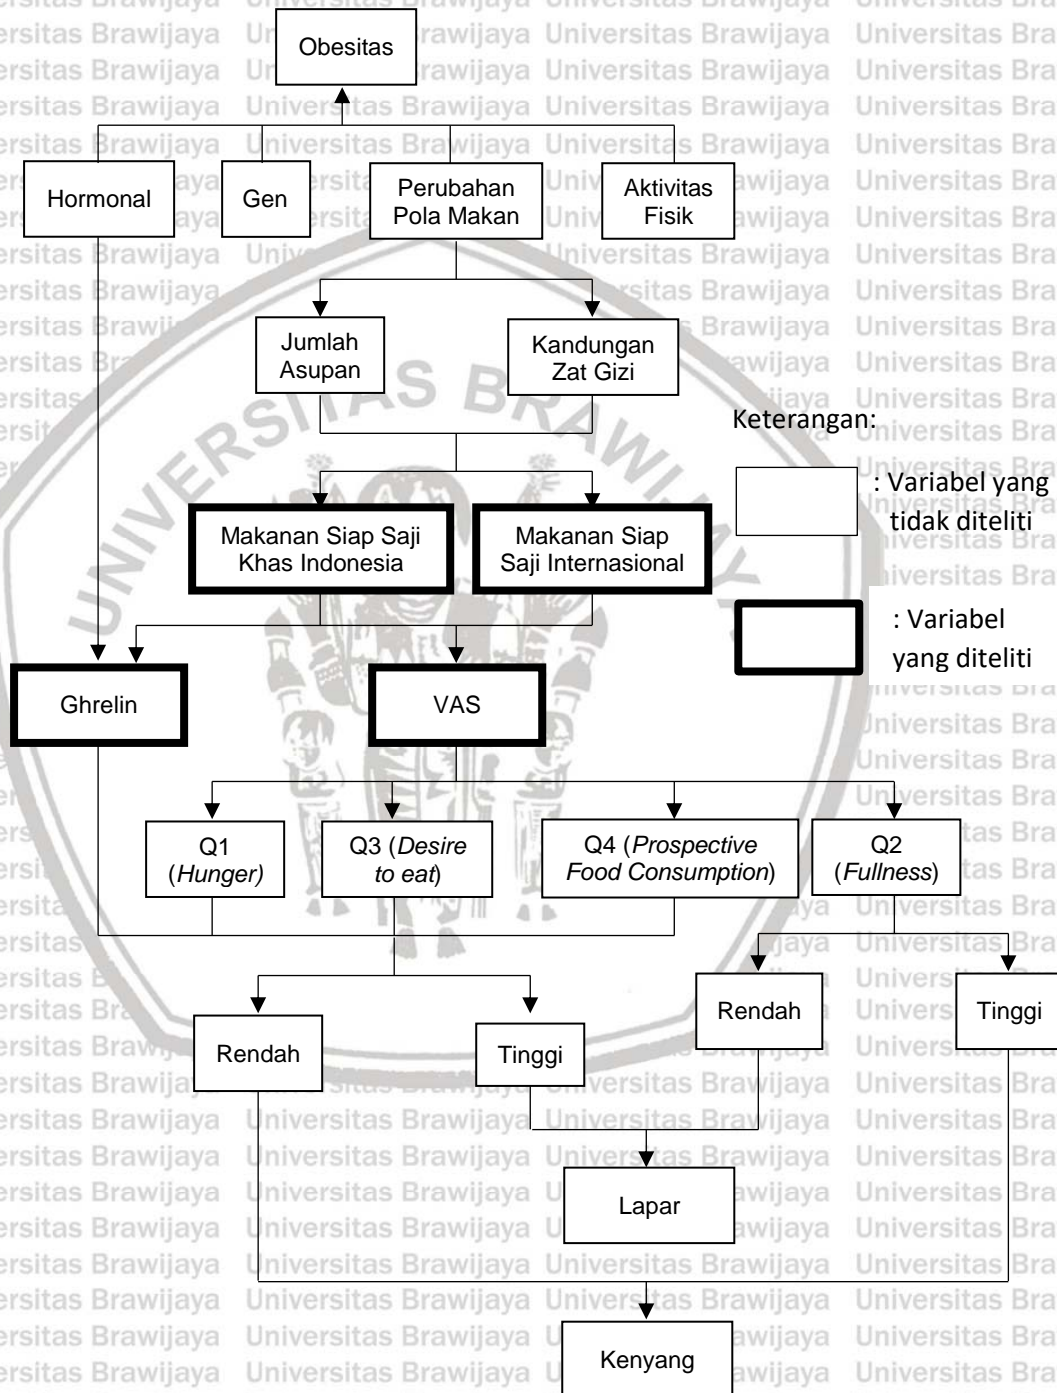 Obesitas
Hormonal
Gen
Perubahan
Pola Makan
Aktivitas
Fisik
Jumlah
Asupan
Kandungan
Zat Gizi
Keterangan:
: Variabel yang
tidak diteliti
Makanan Siap Saji
Khas Indonesia
Makanan Siap
Saji Internasional
: Variabel
yang diteliti
Ghrelin
VAS
Q1
(Hunger)
Q3 (Desire
to eat)
Q4 (Prospective
Food Consumption)
Q2
(Fullness)
Rendah
Tinggi
Rendah
Tinggi
Lapar
Kenyang
UNIVERSITAS BRAWIJAYA